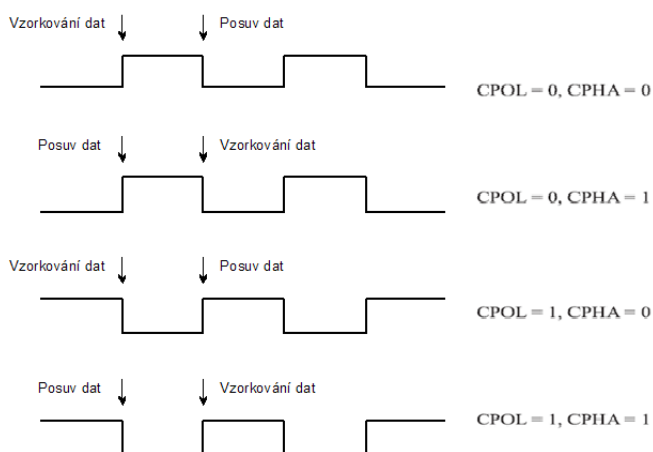 Vzorkování dat Posuv dat
CPOL = 0, CPHA = 0
Posuv dat Vzorkování dat
CPOL = 0, CPHA = 1
Vzorkování dat Posuv dat
CPOL = 1, CPHA = 0
Posuv dat Vzorkování dat
CPOL = 1, CPHA = 1